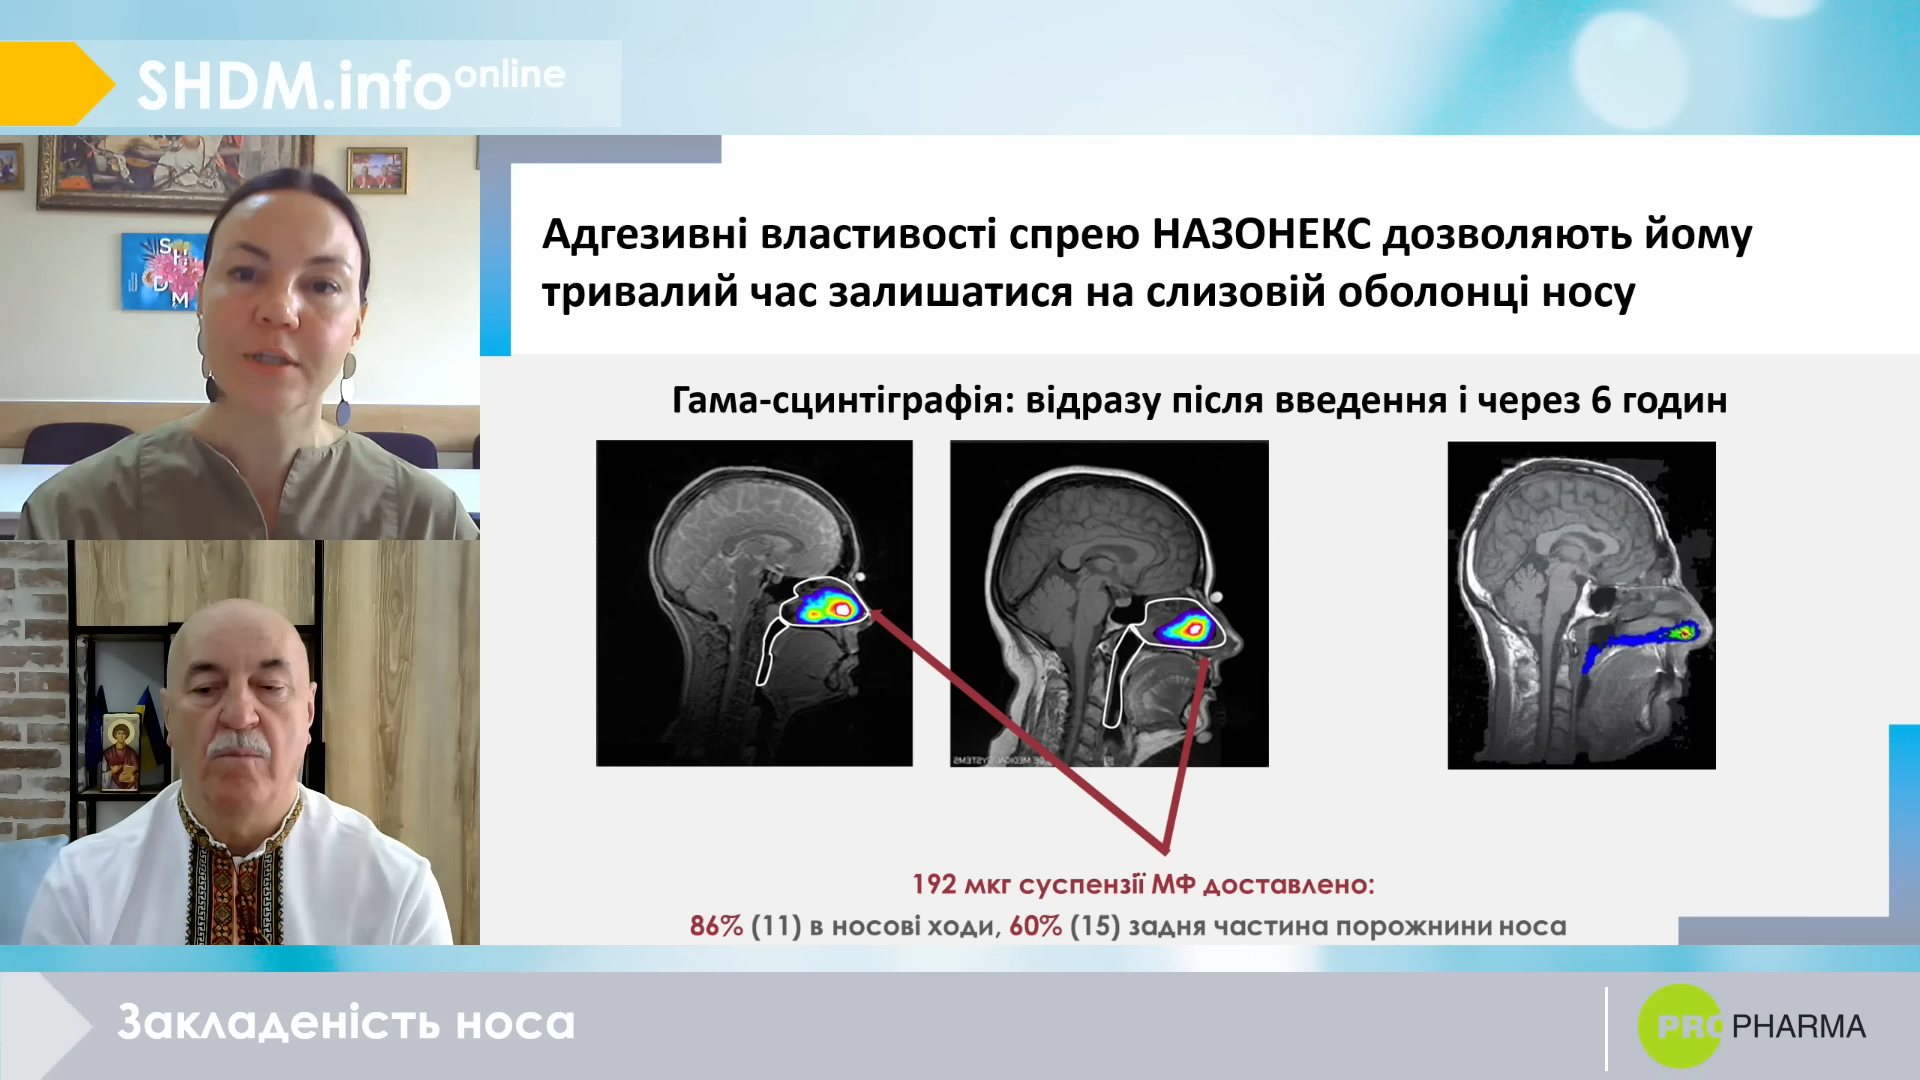 SHDM.info online
SH
D
M
Адгезивні властивості спрею НАЗОНЕКС дозволяють йому
тривалий час залишатися на слизовій оболонці носу
Гама-сцинтіграфія: відразу після введення і через 6 годин
192 мкг суспензії МФ доставлено:
86% (11) в носові ходи, 60% (15) задня частина порожнини носа
Закладеність носа
PRO PHARMA